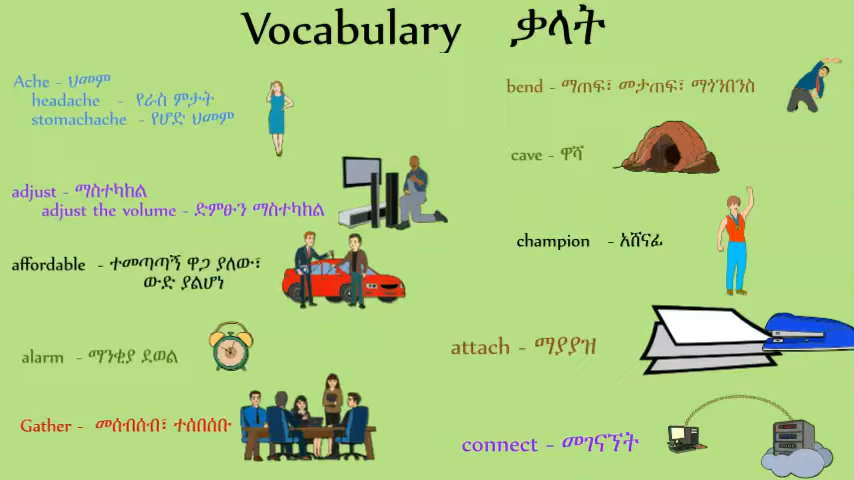 Vocabulary ቃላት
Ache - ህመም
headache - የራስ ምታት
stomachache - የሆድ ህመም
adjust - ማስተካከል
adjust the volume - ድምፁን ማስተካከል
affordable - ተመጣጣኝ ዋጋ ያለው፣
ውድ ያልሆነ
alarm - ማንቂያ ደወል
Gather - መሰብሰብ፣ ተሰበሰቡ
bend - ማጠፍ፣ መታጠፍ፣ ማጎንበንስ
cave - ዋሻ
champion - አሸናፊ
attach - ማያያዝ
connect - መገናኘት